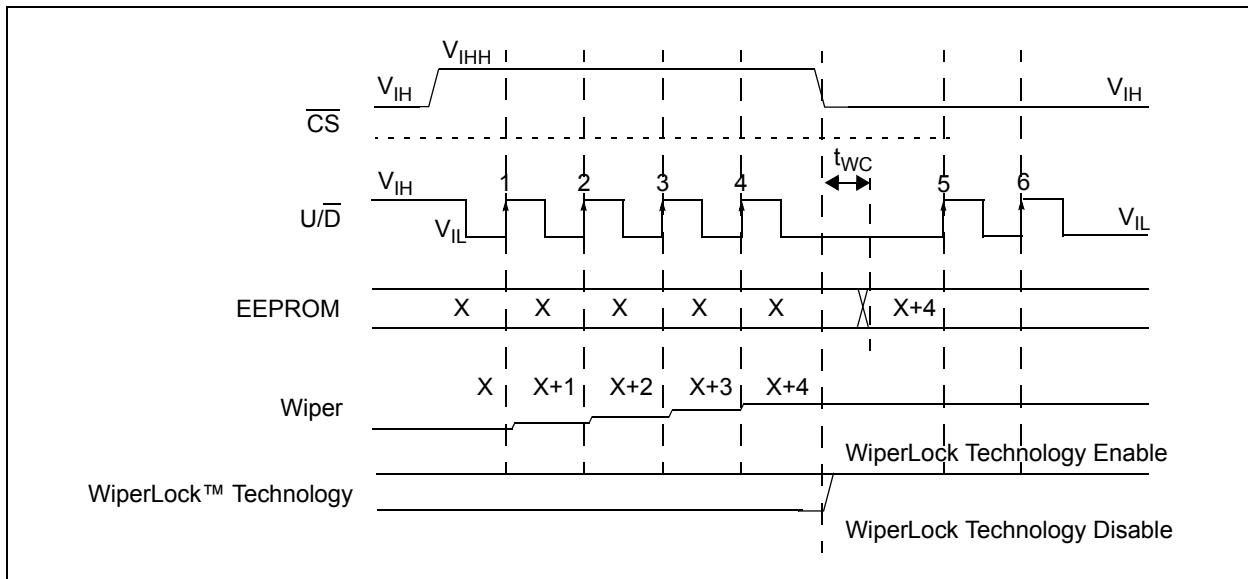 V_IHH
V_IH V_IH
CS
t_WC
V_IH 1 2 3 4 5 6
U/D
V_IL V_IL
EEPROM X X X X X X+4
X X+1 X+2 X+3 X+4
Wiper
WiperLock Technology Enable
WiperLock™ Technology
WiperLock Technology Disable